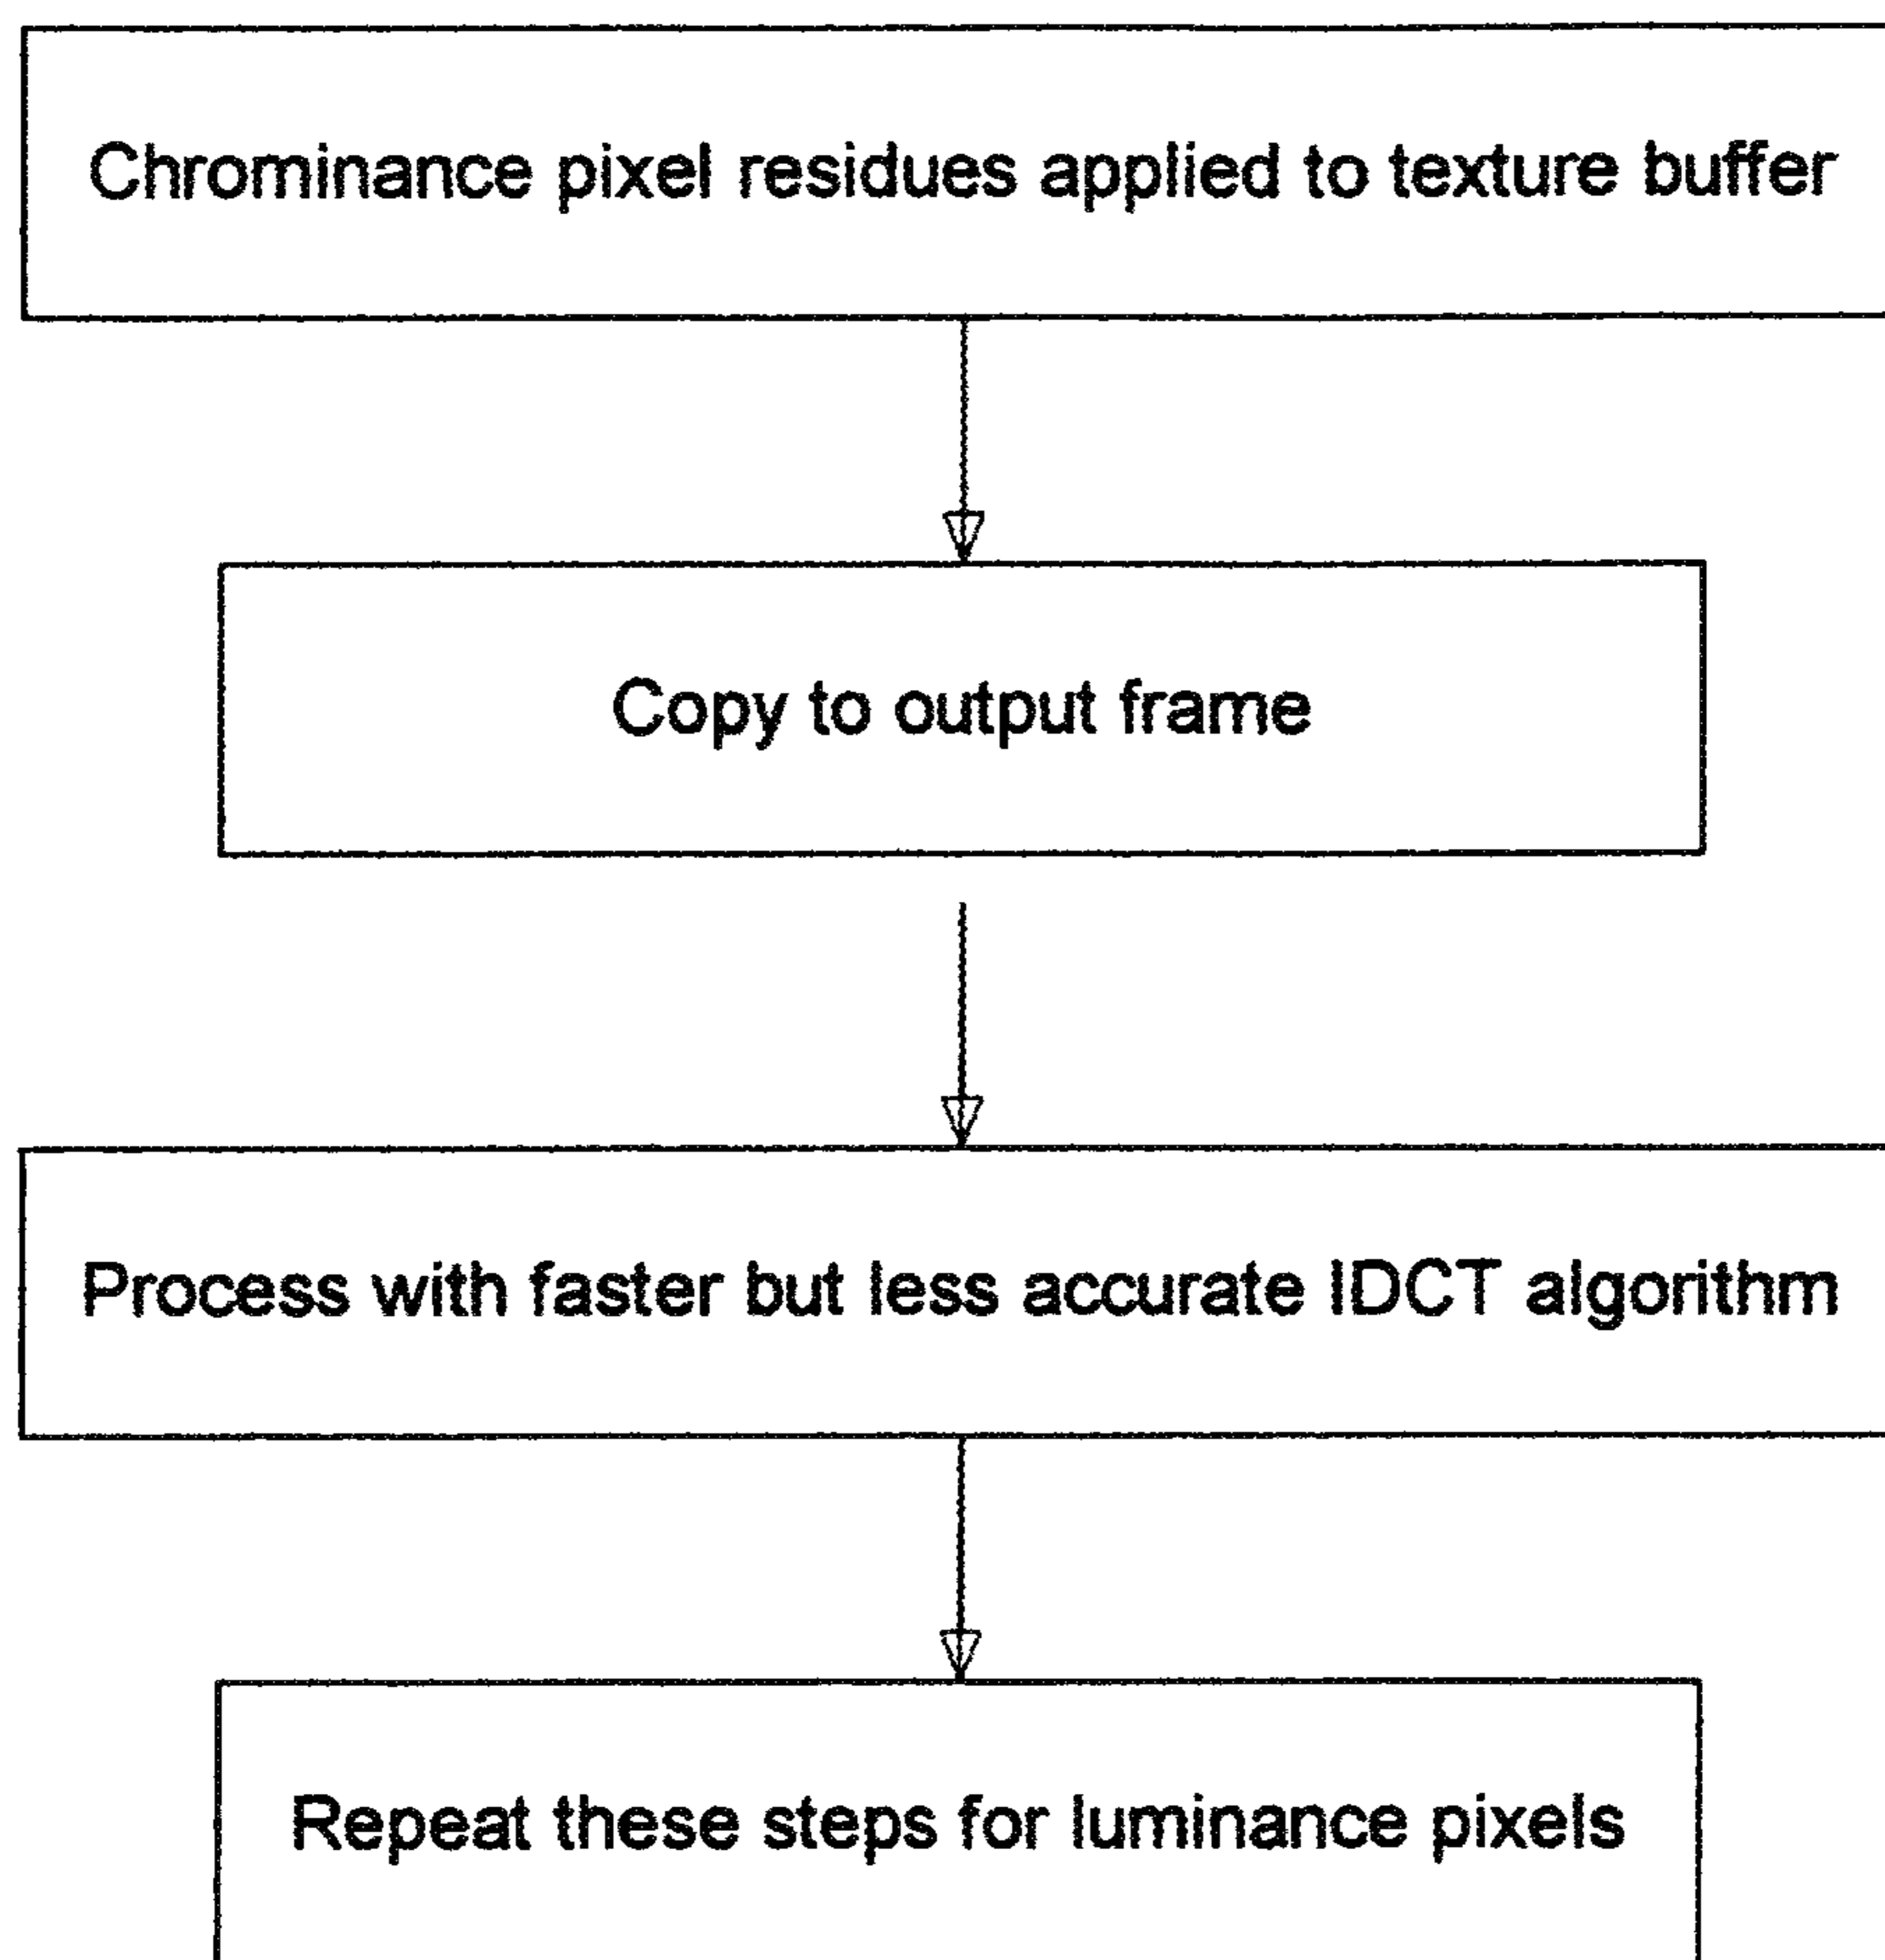 Chrominance pixel residues applied to texture buffer
Copy to output frame
Process with faster but less accurate IDCT algorithm
Repeat these steps for luminance pixels